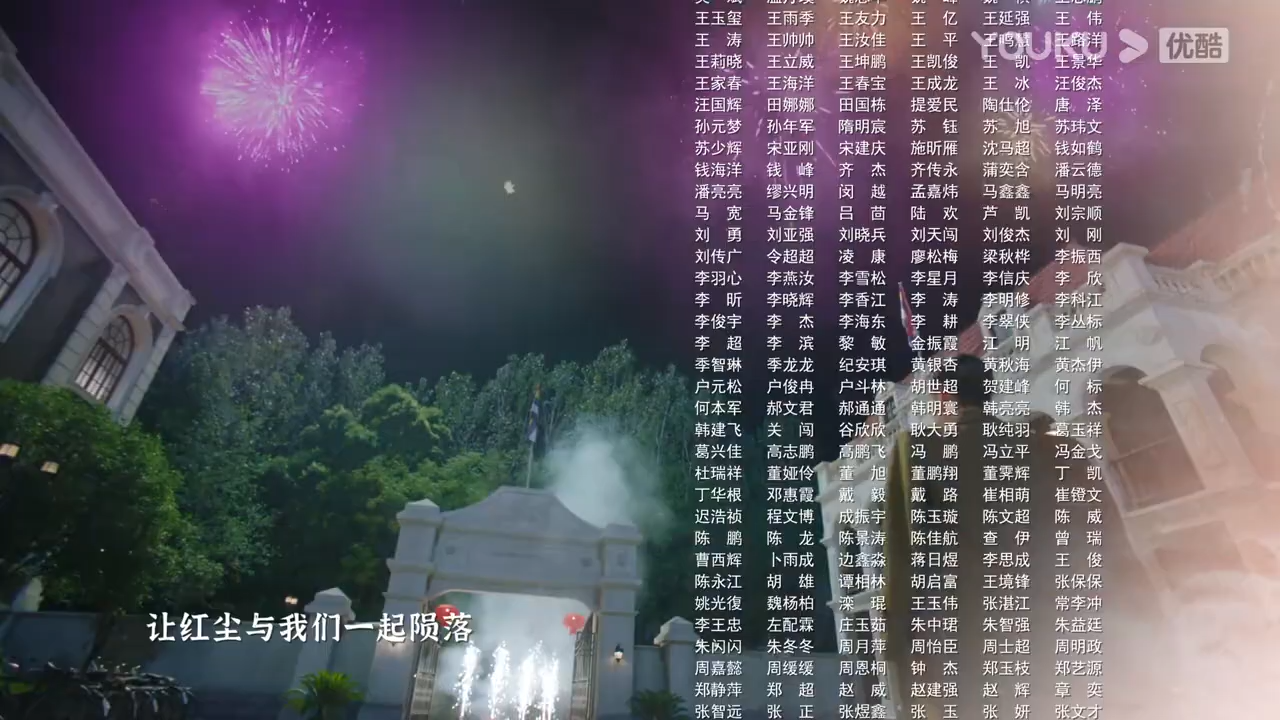 王玉玺 王雨季 王友力 王 亿 王延强 王 伟
王 涛 王帅帅 王汝佳 王 平 王鸣慧 王路洋
YOUKU 优酷
王莉晓 王立威 王坤鹏 王凯俊 王 凯 王景华
王家春 王海洋 王春宝 王成龙 王 冰 汪俊杰
汪国辉 田娜娜 田国栋 提爱民 陶仕伦 唐 泽
孙元梦 孙年军 隋明宸 苏 钰 苏 旭 苏玮文
苏少辉 宋亚刚 宋建庆 施昕雁 沈马超 钱如鹤
钱海洋 钱 峰 齐 杰 齐传永 蒲奕含 潘云德
潘亮亮 缪兴明 闵 越 孟嘉炜 马鑫鑫 马明亮
马 宽 马金锋 吕 茴 陆 欢 芦 凯 刘宗顺
刘 勇 刘亚强 刘晓兵 刘天闯 刘俊杰 刘 刚
刘传广 令超超 凌 康 廖松梅 梁秋桦 李振西
李羽心 李燕汝 李雪松 李星月 李信庆 李 欣
李 昕 李晓辉 李香江 李 涛 李明修 李科江
李俊宇 李 杰 李海东 李 耕 李翠侠 李丛标
李 超 李 滨 黎 敏 金振霞 江 明 江 帆
季智琳 季龙龙 纪安琪 黄银杏 黄秋海 黄杰伊
户元松 户俊冉 户斗林 胡世超 贺建峰 何 标
何本军 郝文君 郝通通 韩明寰 韩亮亮 韩 杰
韩建飞 关 闯 谷欣欣 耿大勇 耿纯羽 葛玉祥
葛兴佳 高志鹏 高鹏飞 冯 鹏 冯立平 冯金戈
杜瑞祥 董娅伶 董 旭 董鹏翔 董霁辉 丁 凯
丁华根 邓惠霞 戴 毅 戴 路 崔相萌 崔镫文
迟浩祯 程文博 成振宇 陈玉璇 陈文超 陈 威
陈 鹏 陈 龙 陈景涛 陈佳航 查 伊 曾 瑞
曹西辉 卜雨成 边鑫淼 蒋日煜 李思成 王 俊
陈永江 胡 雄 谭相林 胡启富 王境锋 张保保
姚光復 魏杨柏 滦 琨 王玉伟 张湛江 常李冲
李王忠 左配霖 庄玉茹 朱中珺 朱智强 朱益廷
朱闪闪 朱冬冬 周月萍 周怡臣 周士超 周明政
周嘉懿 周缓缓 周恩桐 钟 杰 郑玉枝 郑艺源
郑静萍 郑 超 赵 威 赵建强 赵 辉 章 奕
张智远 张 正 张煜鑫 张 玉 张 妍 张文才
让红尘与我们一起陨落